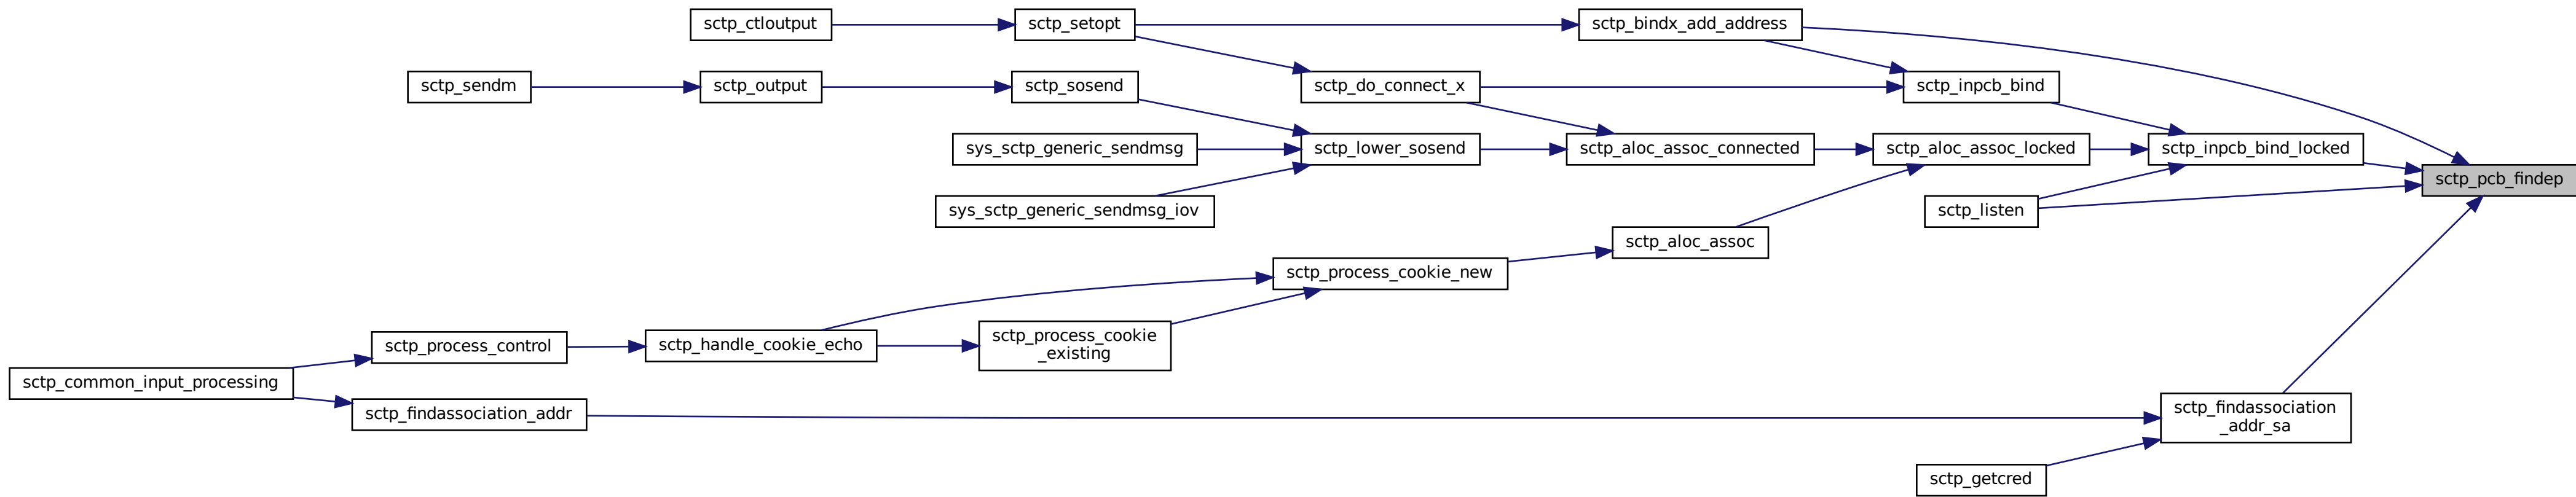 sctp_ctloutput
sctp_setopt
sctp_bindx_add_address
sctp_sendm
sctp_output
sctp_sosend
sctp_do_connect_x
sctp_inpcb_bind
sys_sctp_generic_sendmsg
sctp_lower_sosend
sctp_aloc_assoc_connected
sctp_aloc_assoc_locked
sctp_inpcb_bind_locked
sctp_pcb_findep
sys_sctp_generic_sendmsg_iov
sctp_listen
sctp_aloc_assoc
sctp_process_cookie_new
sctp_process_control
sctp_handle_cookie_echo
sctp_process_cookie
_existing
sctp_common_input_processing
sctp_findassociation_addr
sctp_findassociation
_addr_sa
sctp_getcred